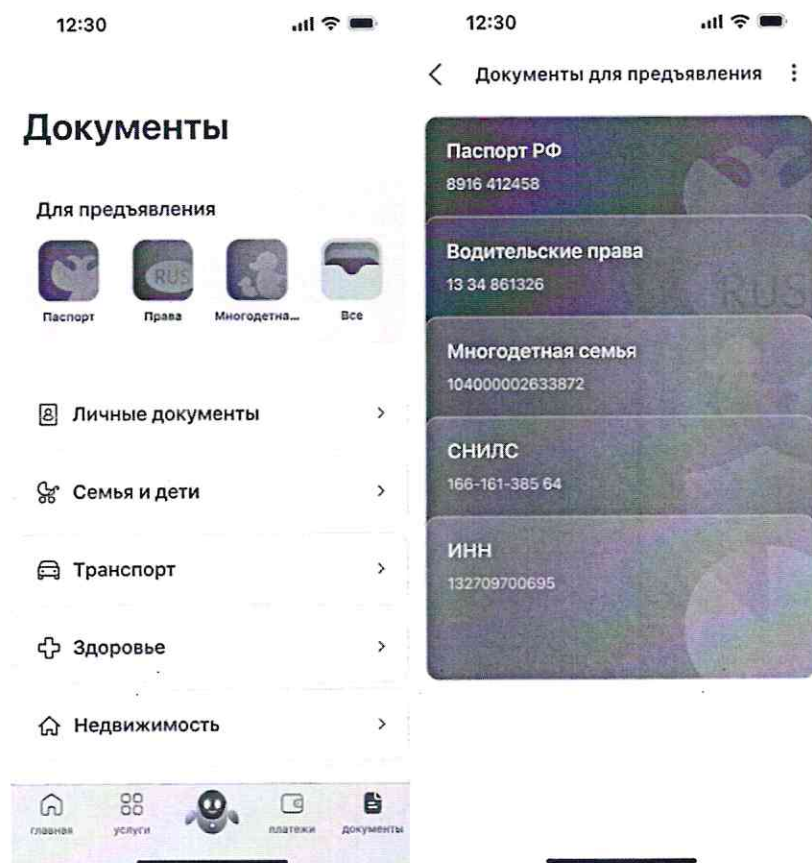 12:30
Документы
Для предъявления
RUS
Паспорт
Права
Многодетна...
Все
Личные документы
Семья и дети
Транспорт
Здоровье
Недвижимость
главная
услуги
платежи
документы
12:30
Документы для предъявления
Паспорт РФ
8916 412458
Водительские права
13 34 861326
RUS
Многодетная семья
104000002633872
СНИЛС
166-161-385 64
ИНН
132709700695